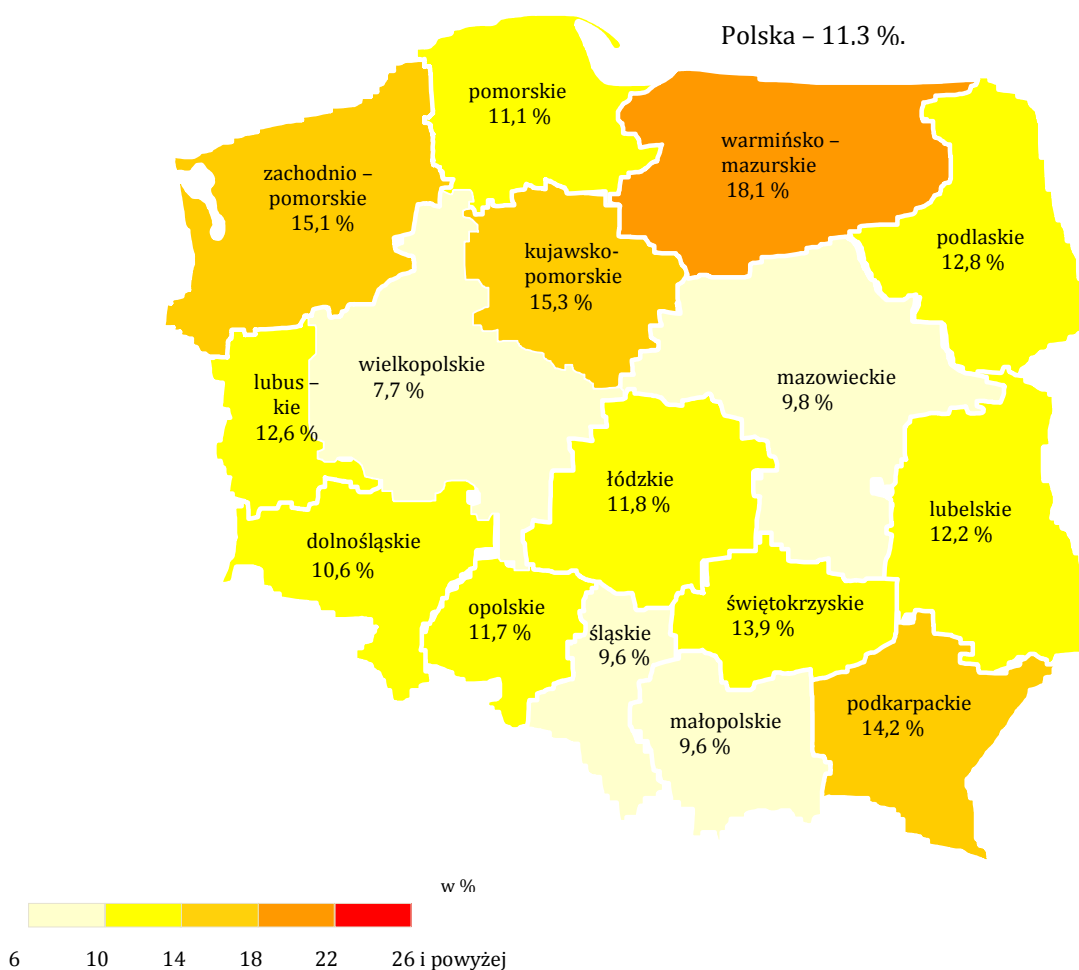 Polska – 11,3 %.
pomorskie
11,1 %
warmińsko –
mazurskie
18,1 %
zachodnio –
pomorskie
15,1 %
podlaskie
12,8 %
kujawsko-
pomorskie
15,3 %
wielkopolskie
7,7 %
mazowieckie
9,8 %
lubus –
kie
12,6 %
łódzkie
11,8 %
lubelskie
12,2 %
dolnośląskie
10,6 %
opolskie
11,7 %
śląskie
9,6 %
świętokrzyskie
13,9 %
małopolskie
9,6 %
podkarpackie
14,2 %
w %
6 10 14 18 22 26 i powyżej